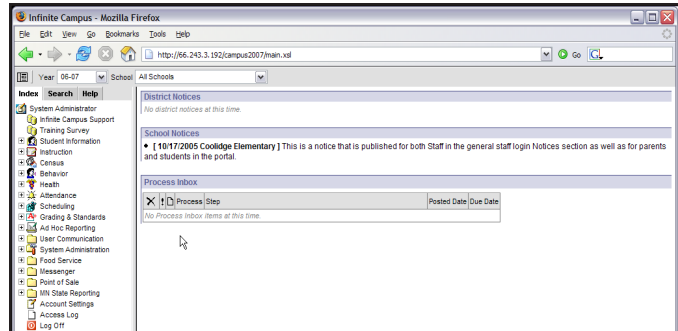 Infinite Campus - Mozilla Firefox
File Edit View Go Bookmarks Tools Help
http://66.243.3.192/campus2007/main.xsl Go G
Year 06-07 School All Schools
Index Search Help
System Administrator
Infinite Campus Support
Training Survey
Student Information
Instruction
Census
Behavior
Health
Attendance
Scheduling
Grading & Standards
Ad Hoc Reporting
User Communication
System Administration
Food Service
Messenger
Point of Sale
MN State Reporting
Account Settings
Access Log
Log Off
District Notices
No district notices at this time.
School Notices
[ 10/17/2005 Coolidge Elementary ] This is a notice that is published for both Staff in the general staff login Notices section as well as for parents
and students in the portal.
Process Inbox
! Process Step Posted Date Due Date
No Process Inbox items at this time.